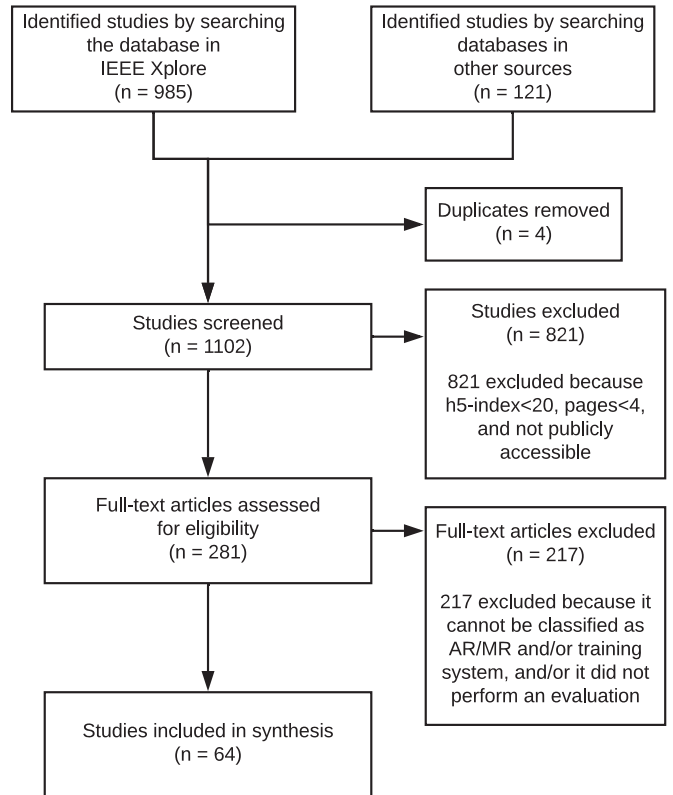 Identified studies by searching
the database in
IEEE Xplore
(n = 985)
Identified studies by searching
databases in
other sources
(n = 121)
Duplicates removed
(n = 4)
Studies screened
(n = 1102)
Studies excluded
(n = 821)
821 excluded because
h5-index<20, pages<4,
and not publicly
accessible
Full-text articles assessed
for eligibility
(n = 281)
Full-text articles excluded
(n = 217)
217 excluded because it
cannot be classified as
AR/MR and/or training
system, and/or it did not
perform an evaluation
Studies included in synthesis
(n = 64)